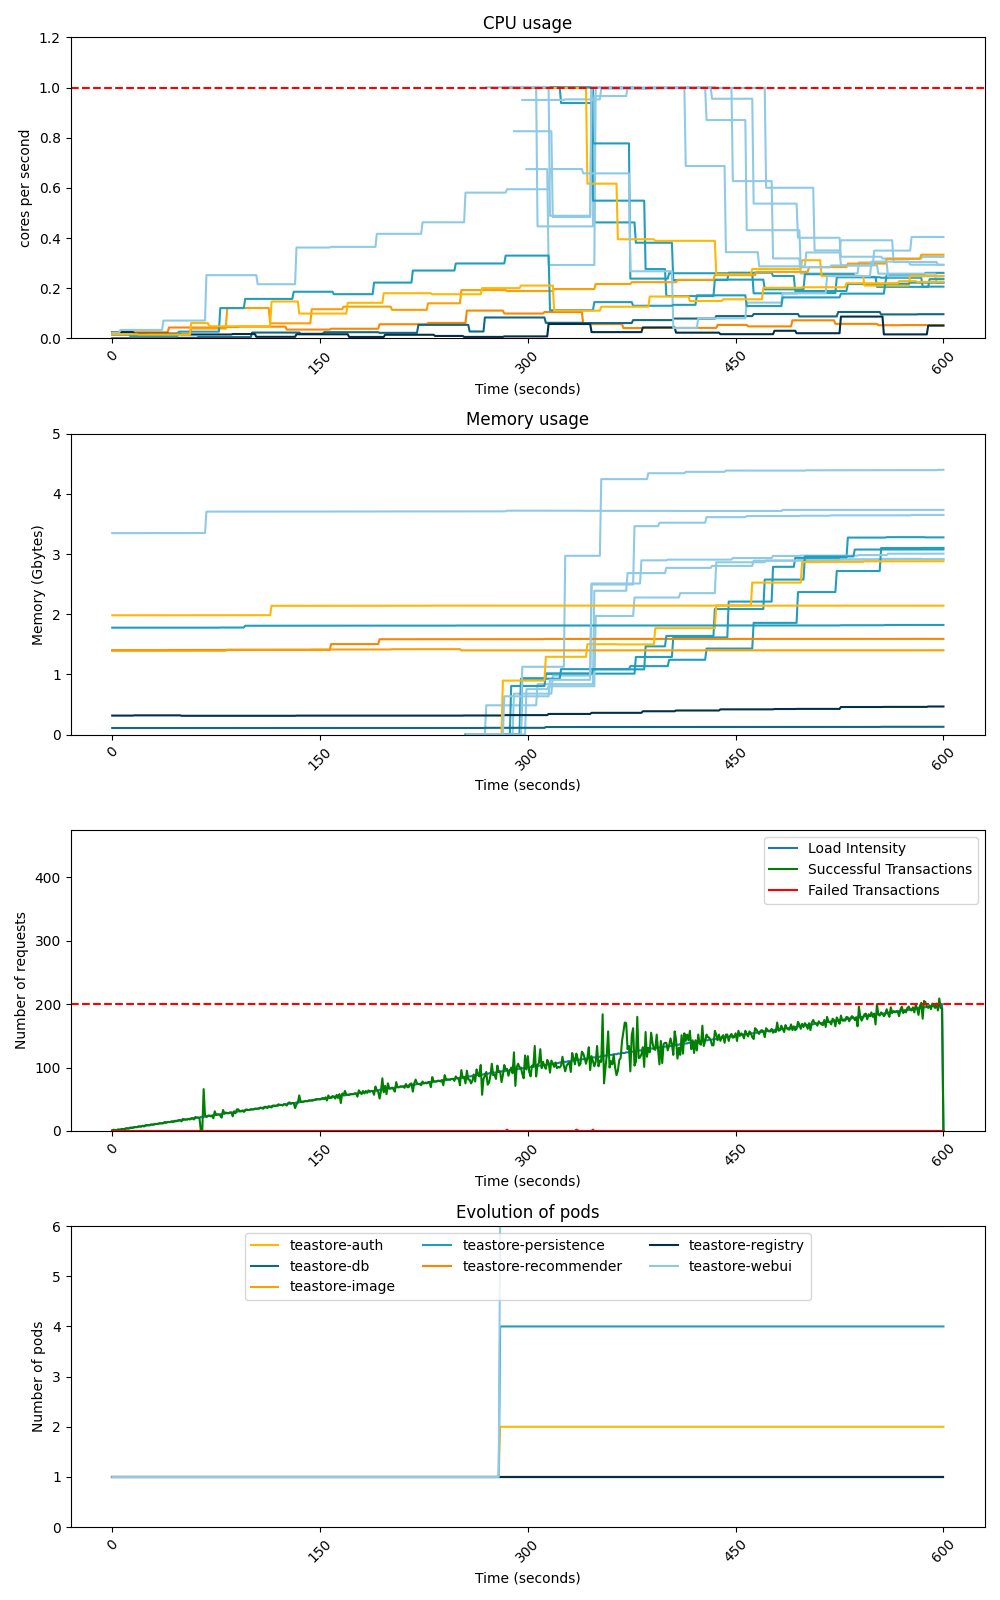 CPU usage
1.2
1.0
0.8
0.6
0.4
0.2
0.0
cores per second
0
150
300
450
600
Time (seconds)
Memory usage
5
4
3
2
1
0
Memory (Gbytes)
0
150
300
450
600
Time (seconds)
Load Intensity
Successful Transactions
Failed Transactions
400
300
200
100
0
Number of requests
0
150
300
450
600
Time (seconds)
Evolution of pods
teastore-auth
teastore-db
teastore-image
teastore-persistence
teastore-recommender
teastore-registry
teastore-webui
6
5
4
3
2
1
0
Number of pods
0
150
300
450
600
Time (seconds)